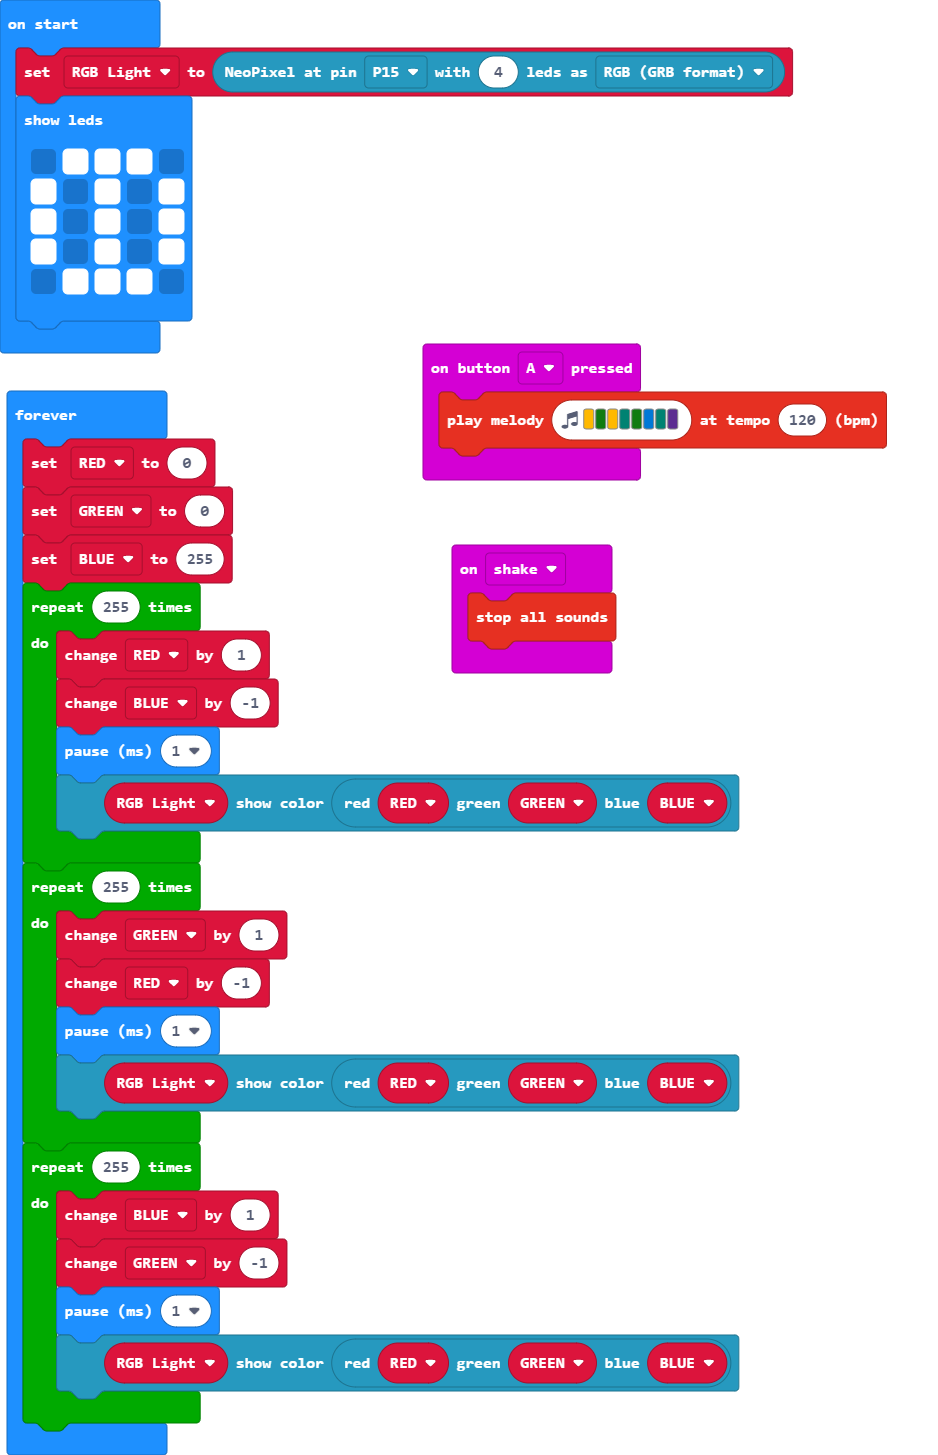 on start
set RGB Light to NeoPixel at pin P15 with 4 leds as RGB (GRB format)
show leds
forever
set RED to 0
set GREEN to 0
set BLUE to 255
repeat 255 times
do
change RED by 1
change BLUE by -1
pause (ms) 1
RGB Light show color red RED green GREEN blue BLUE
repeat 255 times
do
change GREEN by 1
change RED by -1
pause (ms) 1
RGB Light show color red RED green GREEN blue BLUE
repeat 255 times
do
change BLUE by 1
change GREEN by -1
pause (ms) 1
RGB Light show color red RED green GREEN blue BLUE
on button A pressed
play melody at tempo 120 (bpm)
on shake
stop all sounds